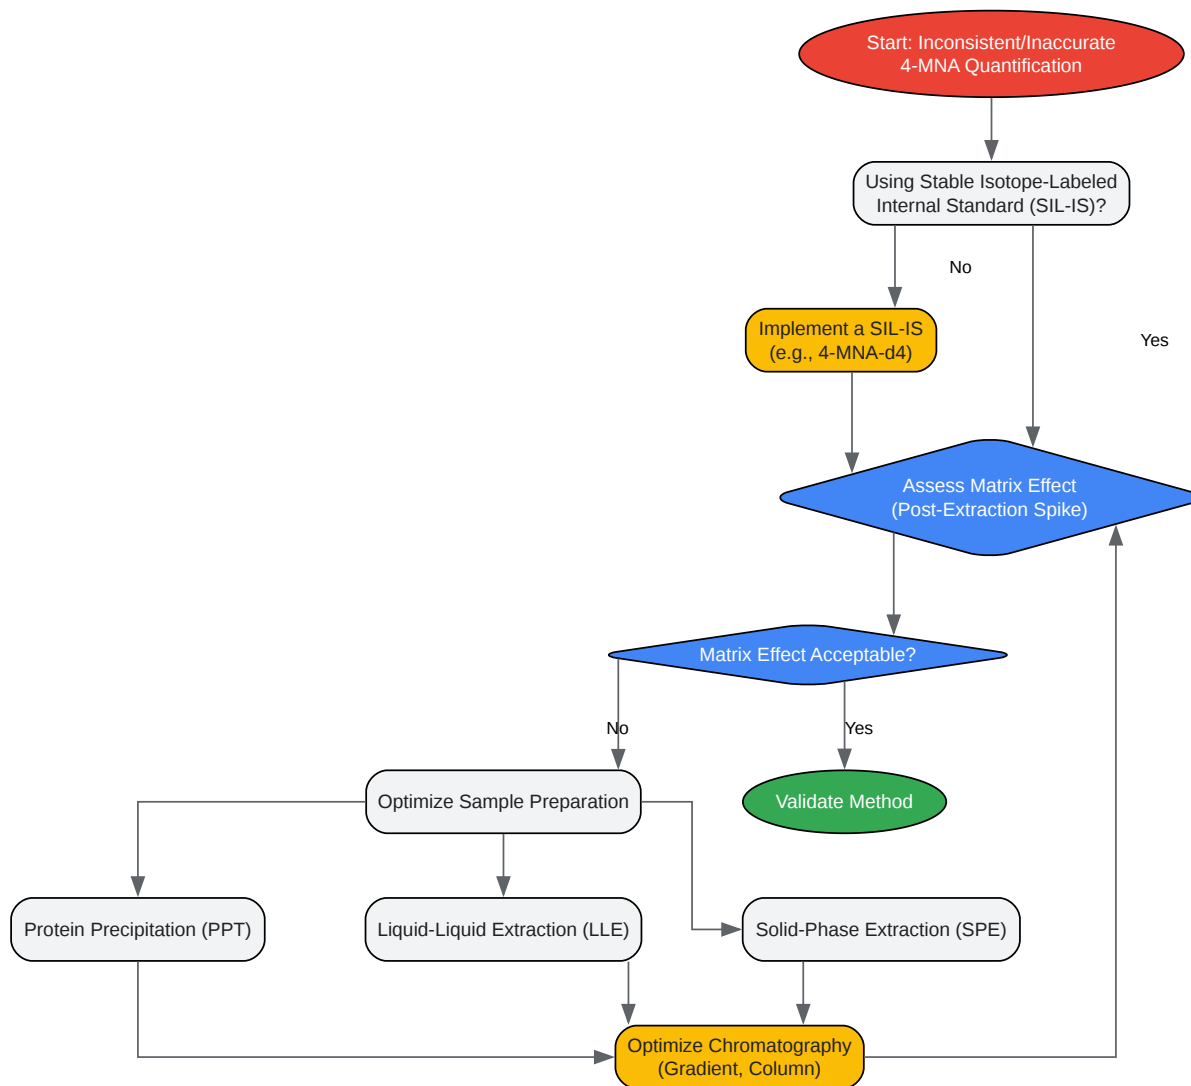 Start: Inconsistent/Inaccurate
4-MNA Quantification
Using Stable Isotope-Labeled
Internal Standard (SIL-IS)?
No
Implement a SIL-IS
(e.g., 4-MNA-d4)
Yes
Assess Matrix Effect
(Post-Extraction Spike)
Matrix Effect Acceptable?
No
Yes
Optimize Sample Preparation
Validate Method
Protein Precipitation (PPT)
Liquid-Liquid Extraction (LLE)
Solid-Phase Extraction (SPE)
Optimize Chromatography
(Gradient, Column)